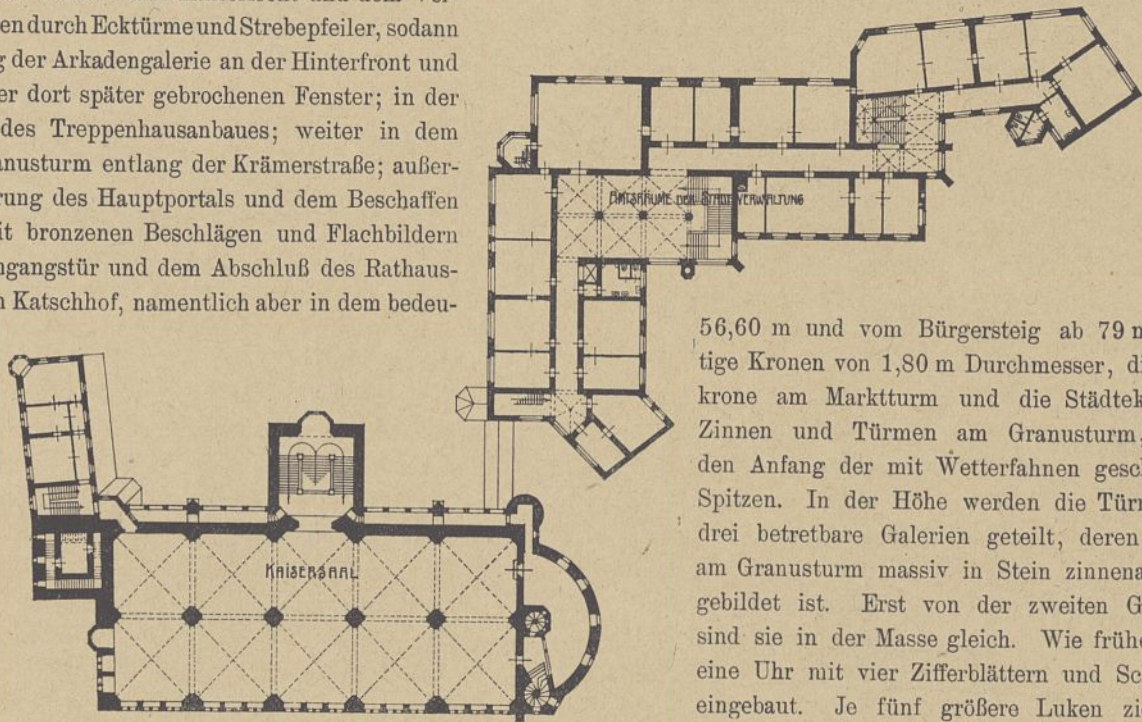 en durch Ecktürme und Strebepfeiler, sodann
g der Arkadengalerie an der Hinterfront und
er dort später gebrochenen Fenster; in der
des Treppenhausanbaues; weiter in dem
anusturm entlang der Krämerstraße; außer-
rung des Hauptportals und dem Beschaffen
it bronzenen Beschlägen und Flachbildern
ngangstür und dem Abschluß des Rathaus-
n Katschhof, namentlich aber in dem bedeu-
AMTSRÄUME DER STADTVERWALTUNG
KAISERSAAL
56,60 m und vom Bürgersteig ab 79 m
tige Kronen von 1,80 m Durchmesser, di
krone am Marktturm und die Städtek
Zinnen und Türmen am Granusturm,
den Anfang der mit Wetterfahnen gesch
Spitzen. In der Höhe werden die Türm
drei betretbare Galerien geteilt, deren
am Granusturm massiv in Stein zinnena
gebildet ist. Erst von der zweiten G
sind sie in der Masse gleich. Wie frühe
eine Uhr mit vier Zifferblättern und Sc
eingebaut. Je fünf größere Luken zi